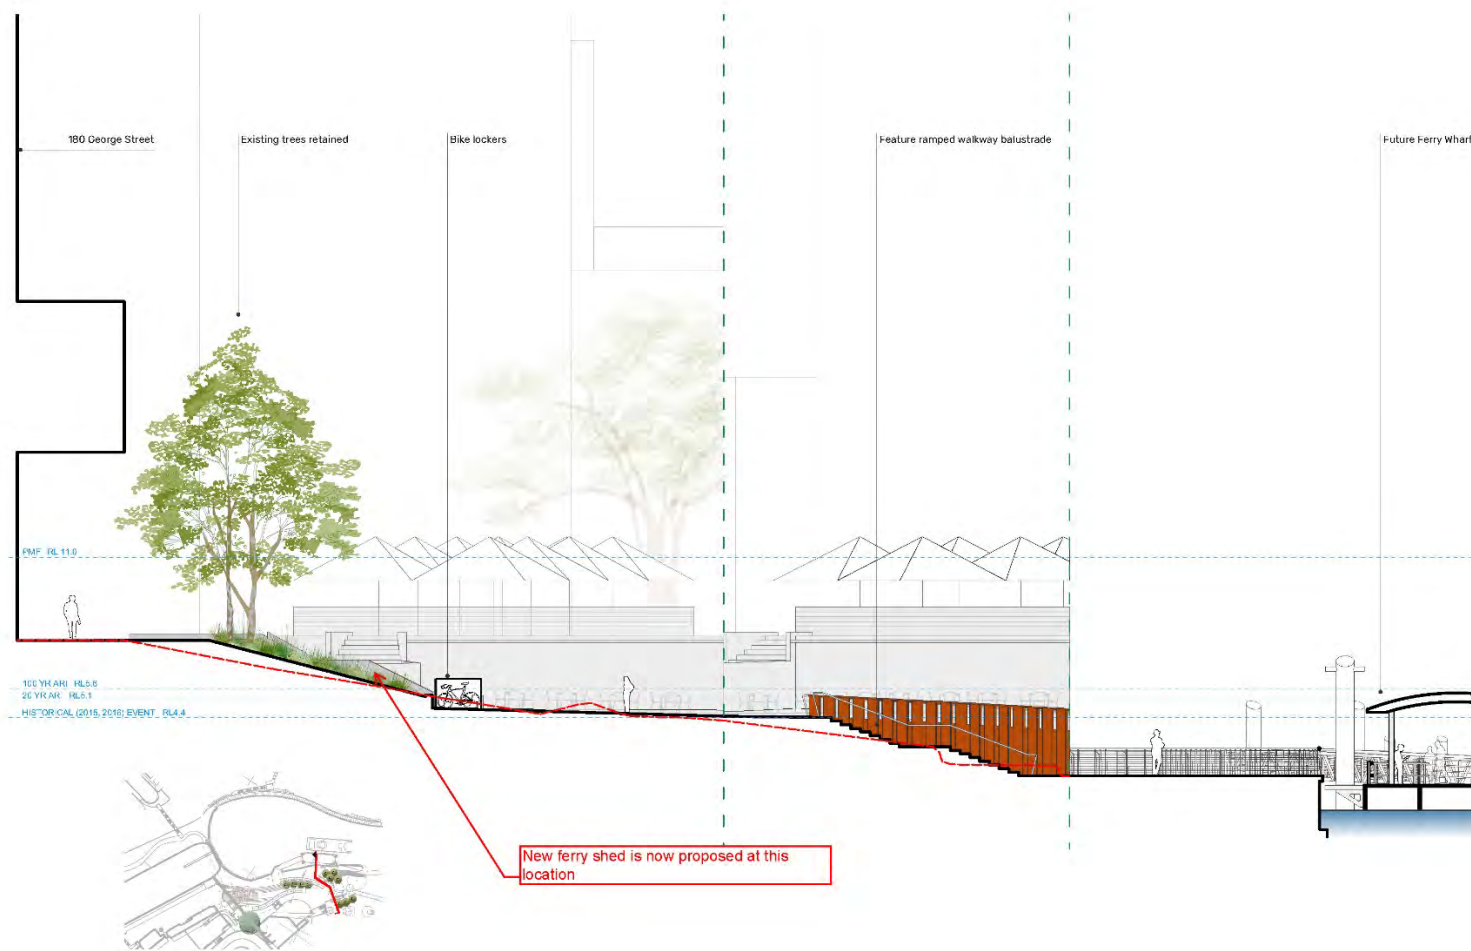 180 George Street
Existing trees retained
Bike lockers
Feature ramped walkway balustrade
Future Ferry Wharf
PMF RL 11.0
100 YR ARI RL5.6
20 YR ARI RL5.1
HISTORICAL (2015, 2016) EVENT RL4.4
New ferry shed is now proposed at this
location